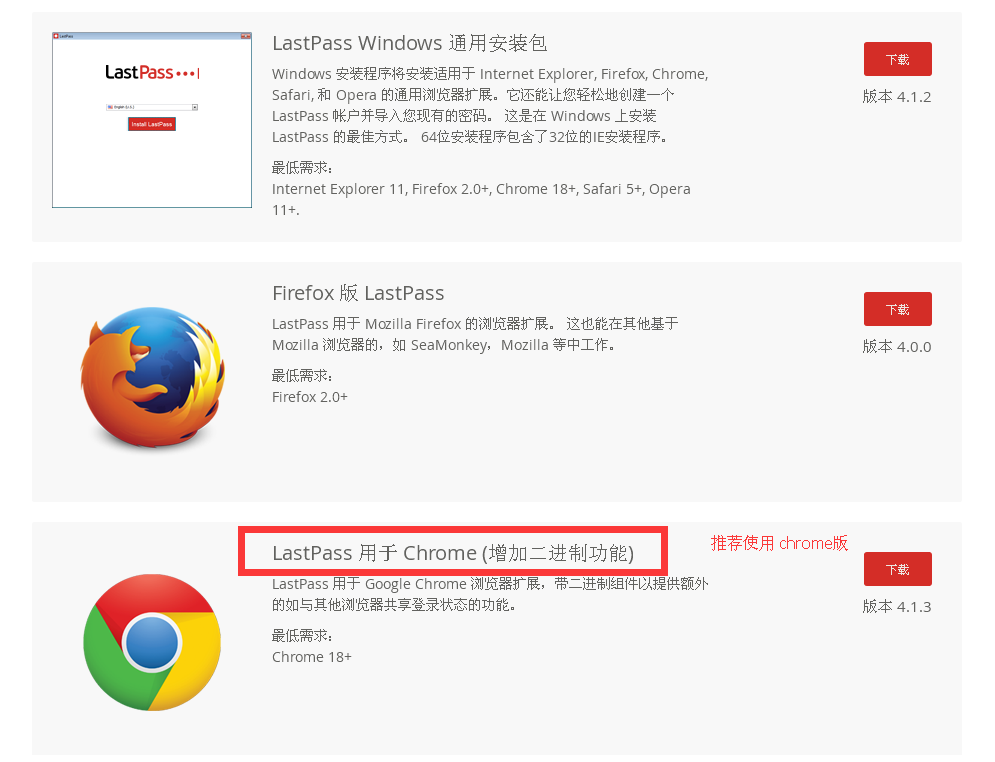 LastPass
LastPass
English (U.S.)
Install LastPass
LastPass Windows 通用安装包
Windows 安装程序将安装适用于 Internet Explorer, Firefox, Chrome,
Safari, 和 Opera 的通用浏览器扩展。它还能让您轻松地创建一个
LastPass 帐户并导入您现有的密码。 这是在 Windows 上安装
LastPass 的最佳方式。 64位安装程序包含了32位的IE安装程序。
最低需求:
Internet Explorer 11, Firefox 2.0+, Chrome 18+, Safari 5+, Opera
11+.
下载
版本 4.1.2
Firefox 版 LastPass
LastPass 用于 Mozilla Firefox 的浏览器扩展。 这也能在其他基于
Mozilla 浏览器的，如 SeaMonkey，Mozilla 等中工作。
最低需求:
Firefox 2.0+
下载
版本 4.0.0
LastPass 用于 Chrome (增加二进制功能)
推荐使用 chrome版
LastPass 用于 Google Chrome 浏览器扩展，带二进制组件以提供额外
的如与其他浏览器共享登录状态的功能。
最低需求:
Chrome 18+
下载
版本 4.1.3